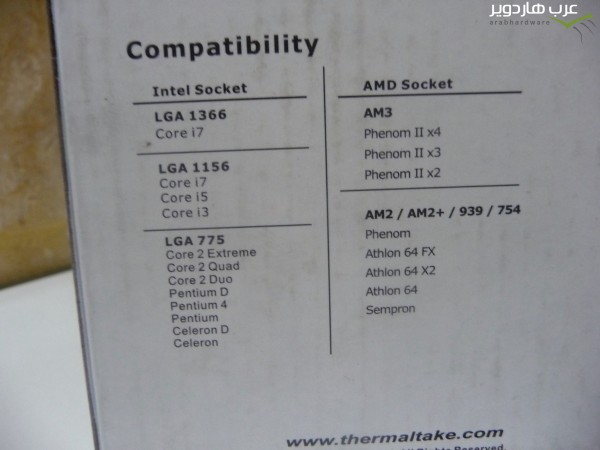 عرب هاردوير
arabhardware
Compatibility
Intel Socket
LGA 1366
Core i7
LGA 1156
Core i7
Core i5
Core i3
LGA 775
Core 2 Extreme
Core 2 Quad
Core 2 Duo
Pentium D
Pentium 4
Pentium
Celeron D
Celeron
AMD Socket
AM3
Phenom II x4
Phenom II x3
Phenom II x2
AM2 / AM2+ / 939 / 754
Phenom
Athlon 64 FX
Athlon 64 X2
Athlon 64
Sempron
www.thermaltake.com
All Rights Reserved.